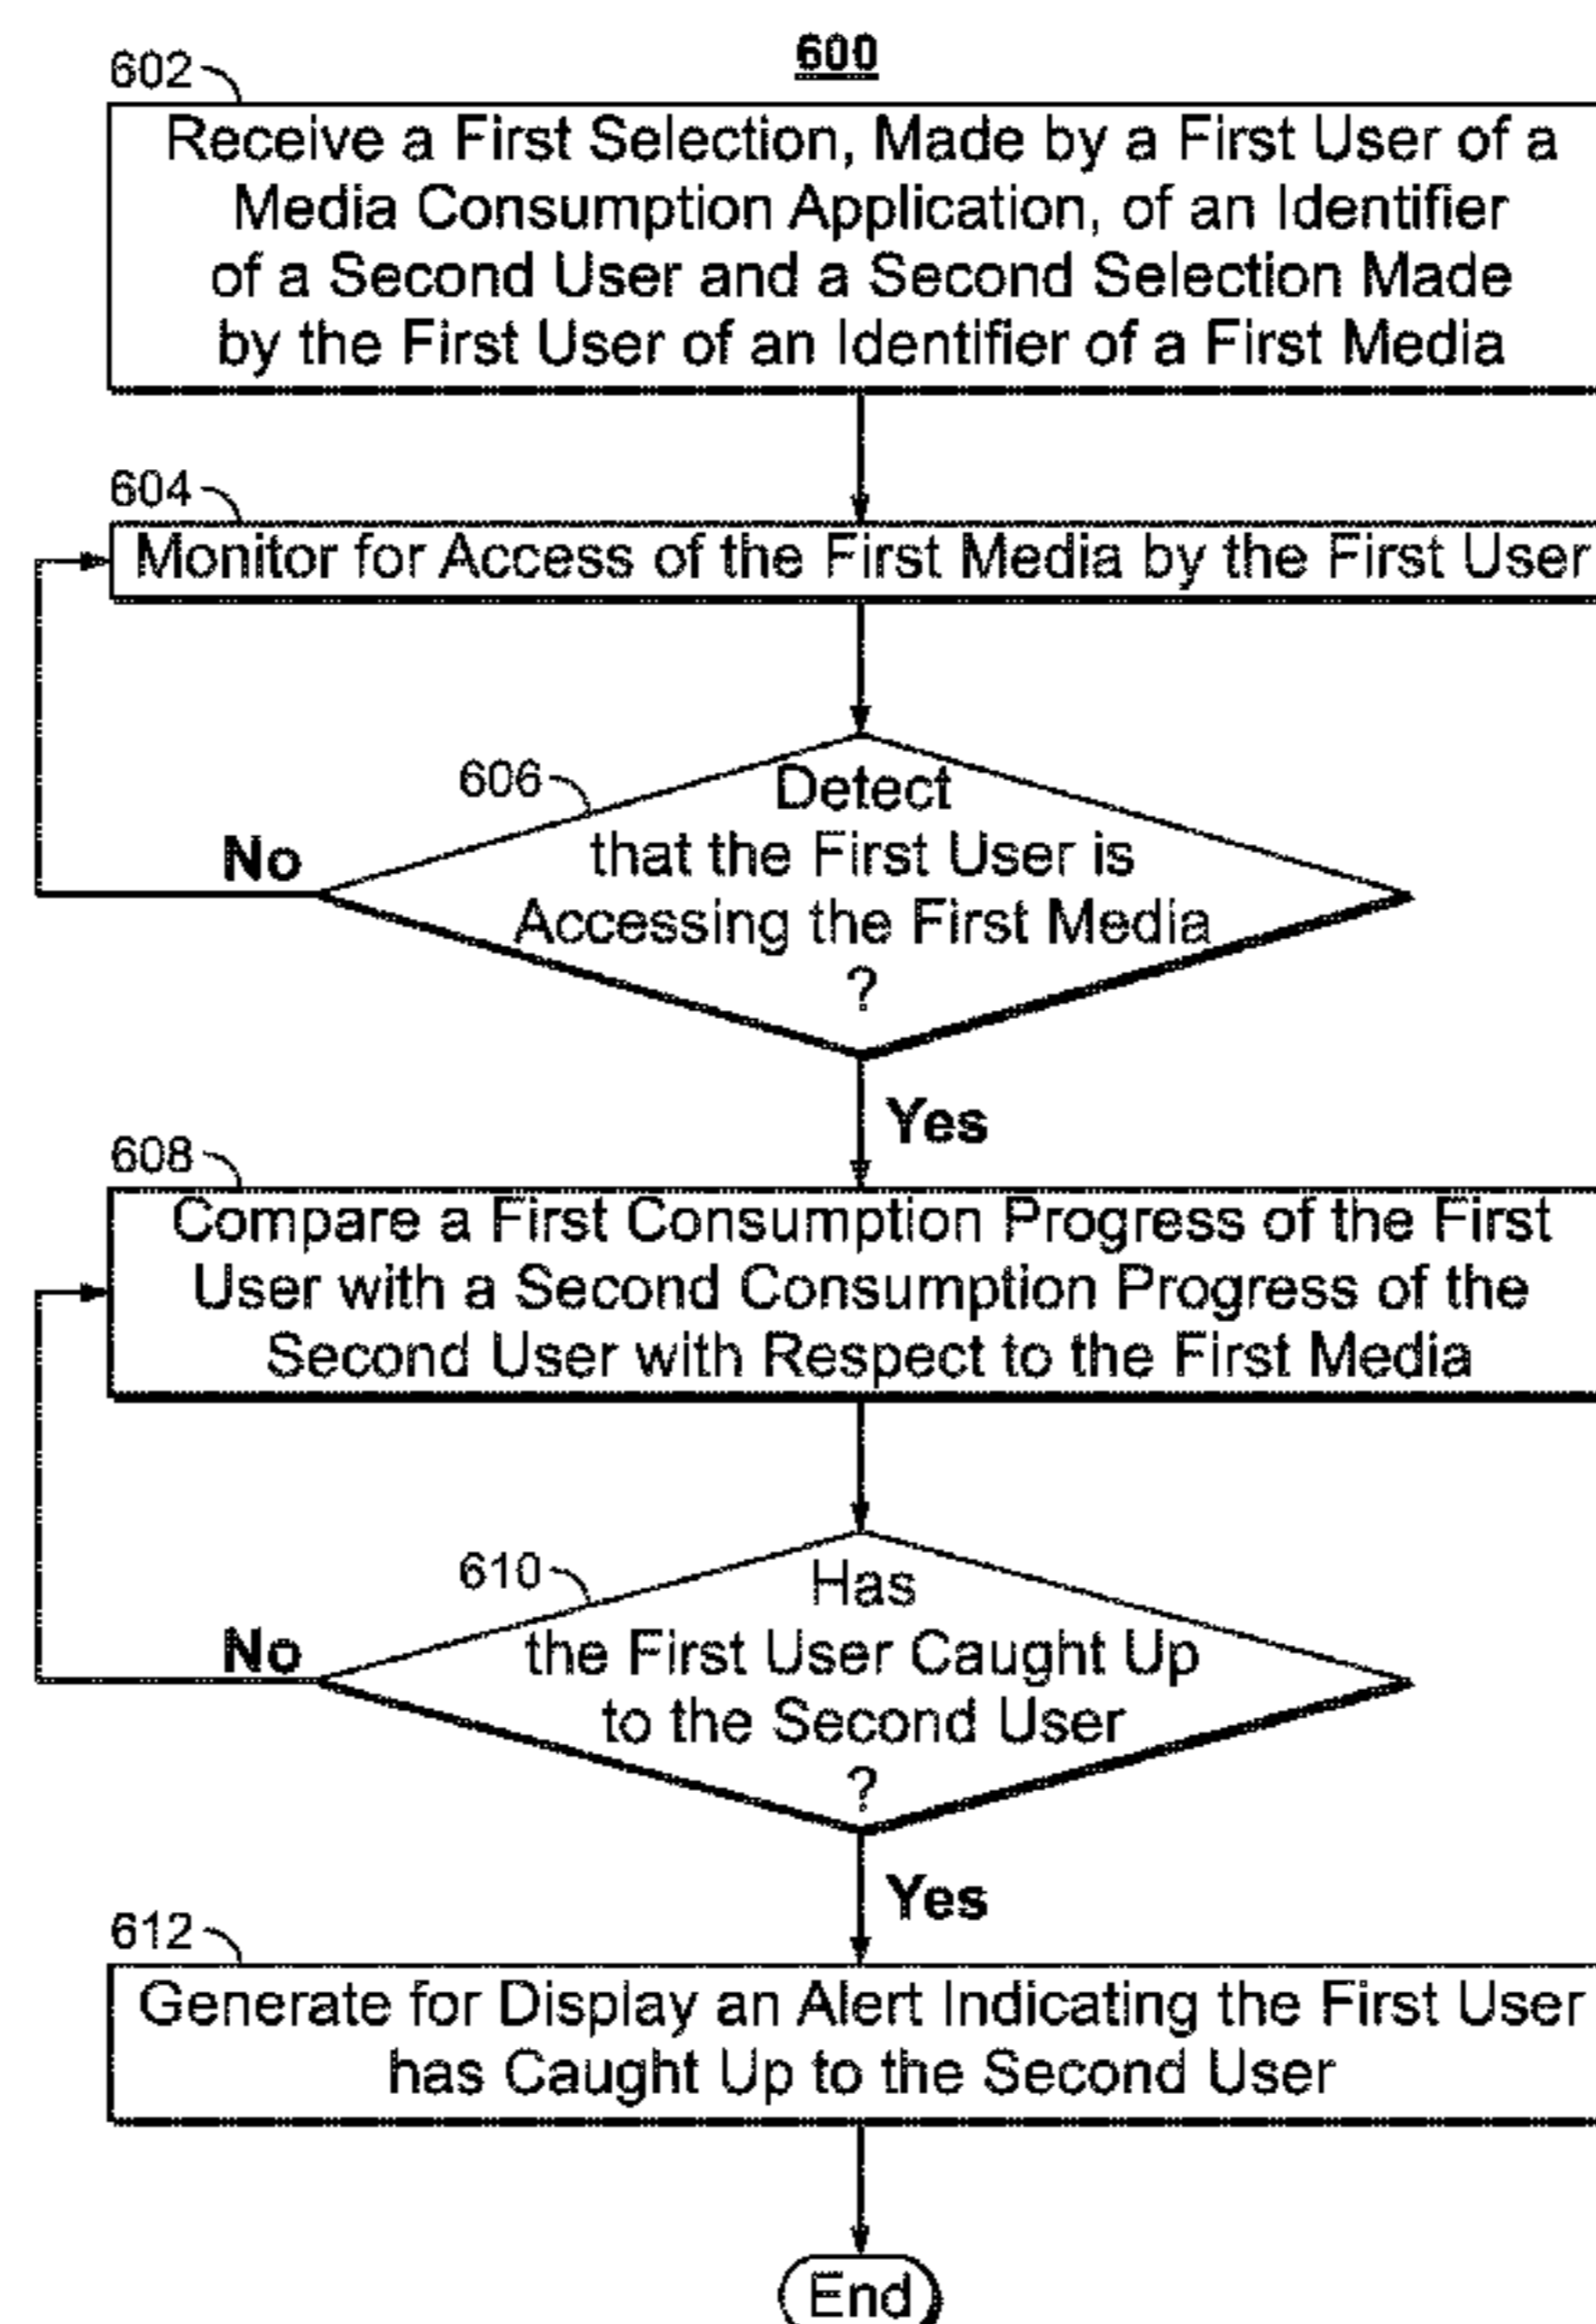 600
602
Receive a First Selection, Made by a First User of a
Media Consumption Application, of an Identifier
of a Second User and a Second Selection Made
by the First User of an Identifier of a First Media
604
Monitor for Access of the First Media by the First User
606
Detect
that the First User is
Accessing the First Media
?
No
Yes
608
Compare a First Consumption Progress of the First
User with a Second Consumption Progress of the
Second User with Respect to the First Media
610
Has
the First User Caught Up
to the Second User
?
No
Yes
612
Generate for Display an Alert Indicating the First User
has Caught Up to the Second User
End